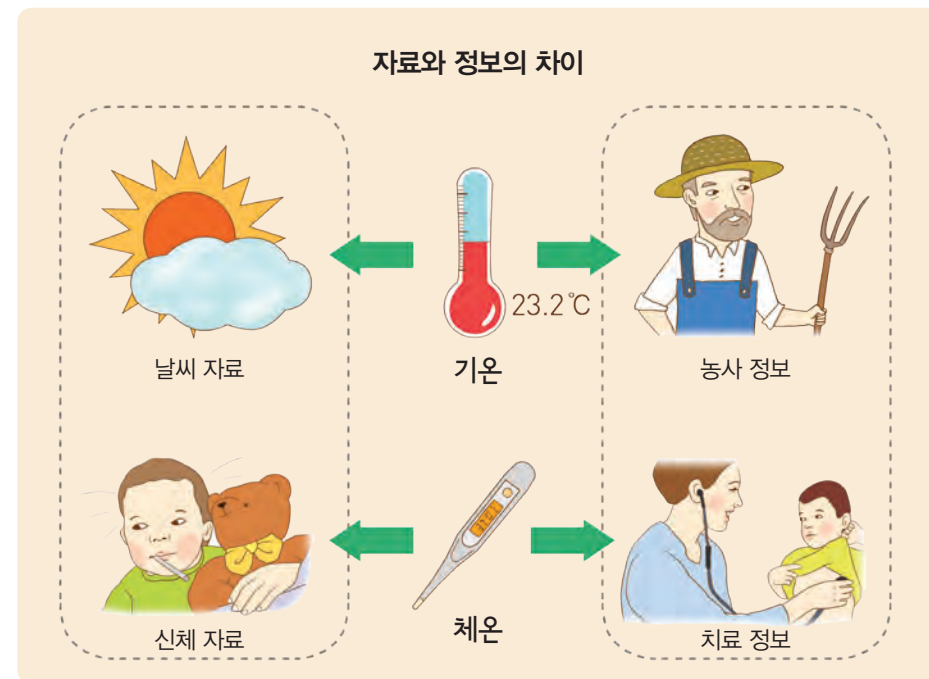 자료와 정보의 차이
23.2℃
날씨 자료
기온
농사 정보
신체 자료
체온
치료 정보